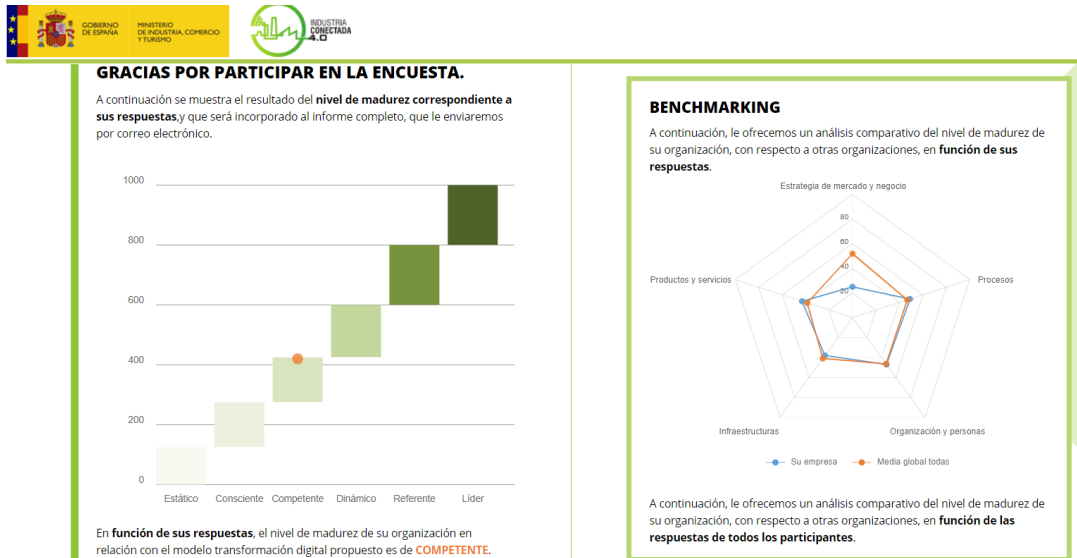 GOBIERNO
DE ESPAÑA
MINISTERIO
DE INDUSTRIA, COMERCIO
Y TURISMO
INDUSTRIA
CONECTADA
4.0
GRACIAS POR PARTICIPAR EN LA ENCUESTA.
A continuación se muestra el resultado del nivel de madurez correspondiente a
sus respuestas,y que será incorporado al informe completo, que le enviaremos
por correo electrónico.
1000
800
600
400
200
0
Estático Consciente Competente Dinámico Referente Líder
En función de sus respuestas, el nivel de madurez de su organización en
relación con el modelo transformación digital propuesto es de COMPETENTE.
BENCHMARKING
A continuación, le ofrecemos un análisis comparativo del nivel de madurez de
su organización, con respecto a otras organizaciones, en función de sus
respuestas.
Estrategia de mercado y negocio
80
60
40
20
Productos y servicios
Procesos
Infraestructuras
Organización y personas
Su empresa
Media global todas
A continuación, le ofrecemos un análisis comparativo del nivel de madurez de
su organización, con respecto a otras organizaciones, en función de las
respuestas de todos los participantes.